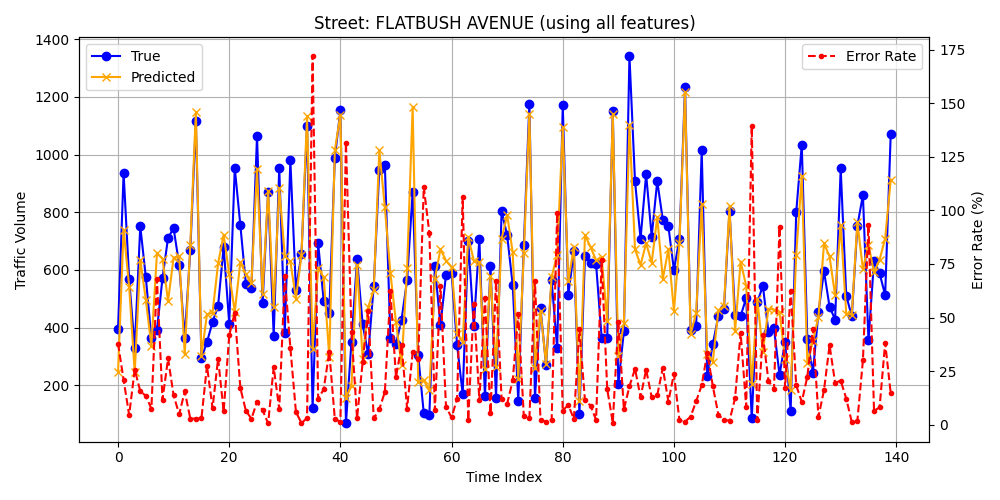 Street: FLATBUSH AVENUE (using all features)
True
Predicted
Error Rate
Traffic Volume
1400
1200
1000
800
600
400
200
175
150
125
100
75
50
25
0
Error Rate (%)
0 20 40 60 80 100 120 140
Time Index